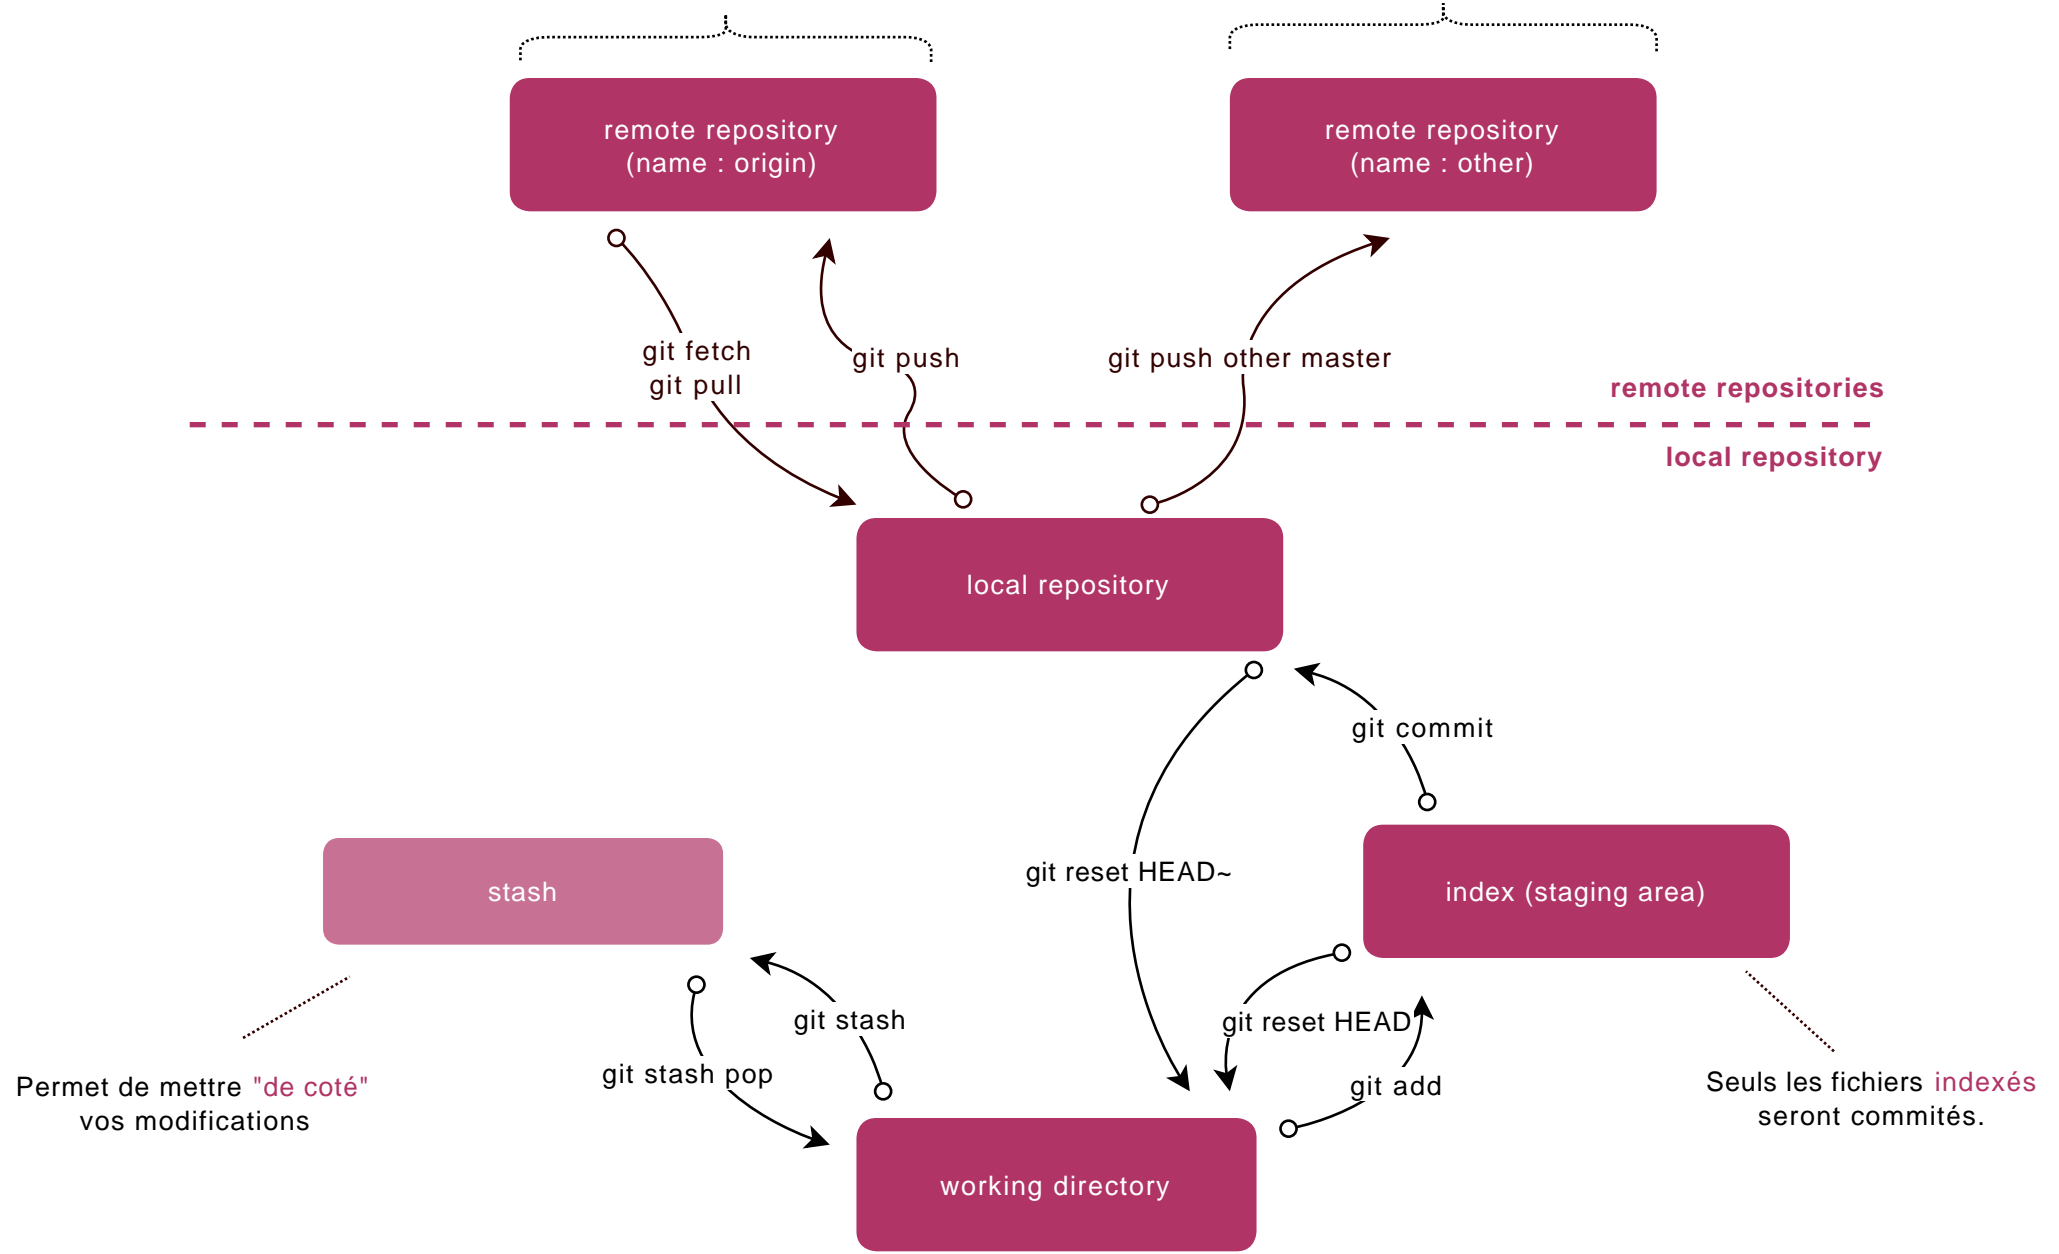 remote repository
(name : origin)
remote repository
(name : other)
git fetch
git pull
git push
git push other master
remote repositories
local repository
local repository
git commit
git reset HEAD~
stash
index (staging area)
git stash
git reset HEAD
git stash pop
git add
Permet de mettre "de coté"
vos modifications
Seuls les fichiers indexés
seront commités.
working directory